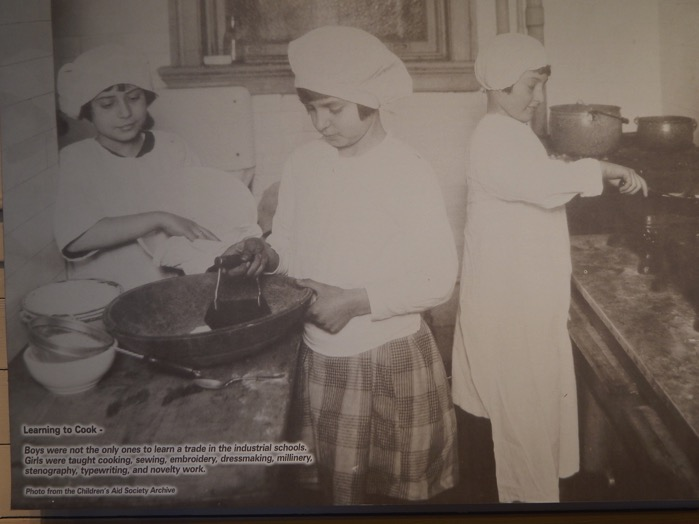 Learning to Cook -
Boys were not the only ones to learn a trade in the industrial schools.
Girls were taught cooking, sewing, embroidery, dressmaking, millinery,
stenography, typewriting, and novelty work.
Photo from the Children's Aid Society Archive